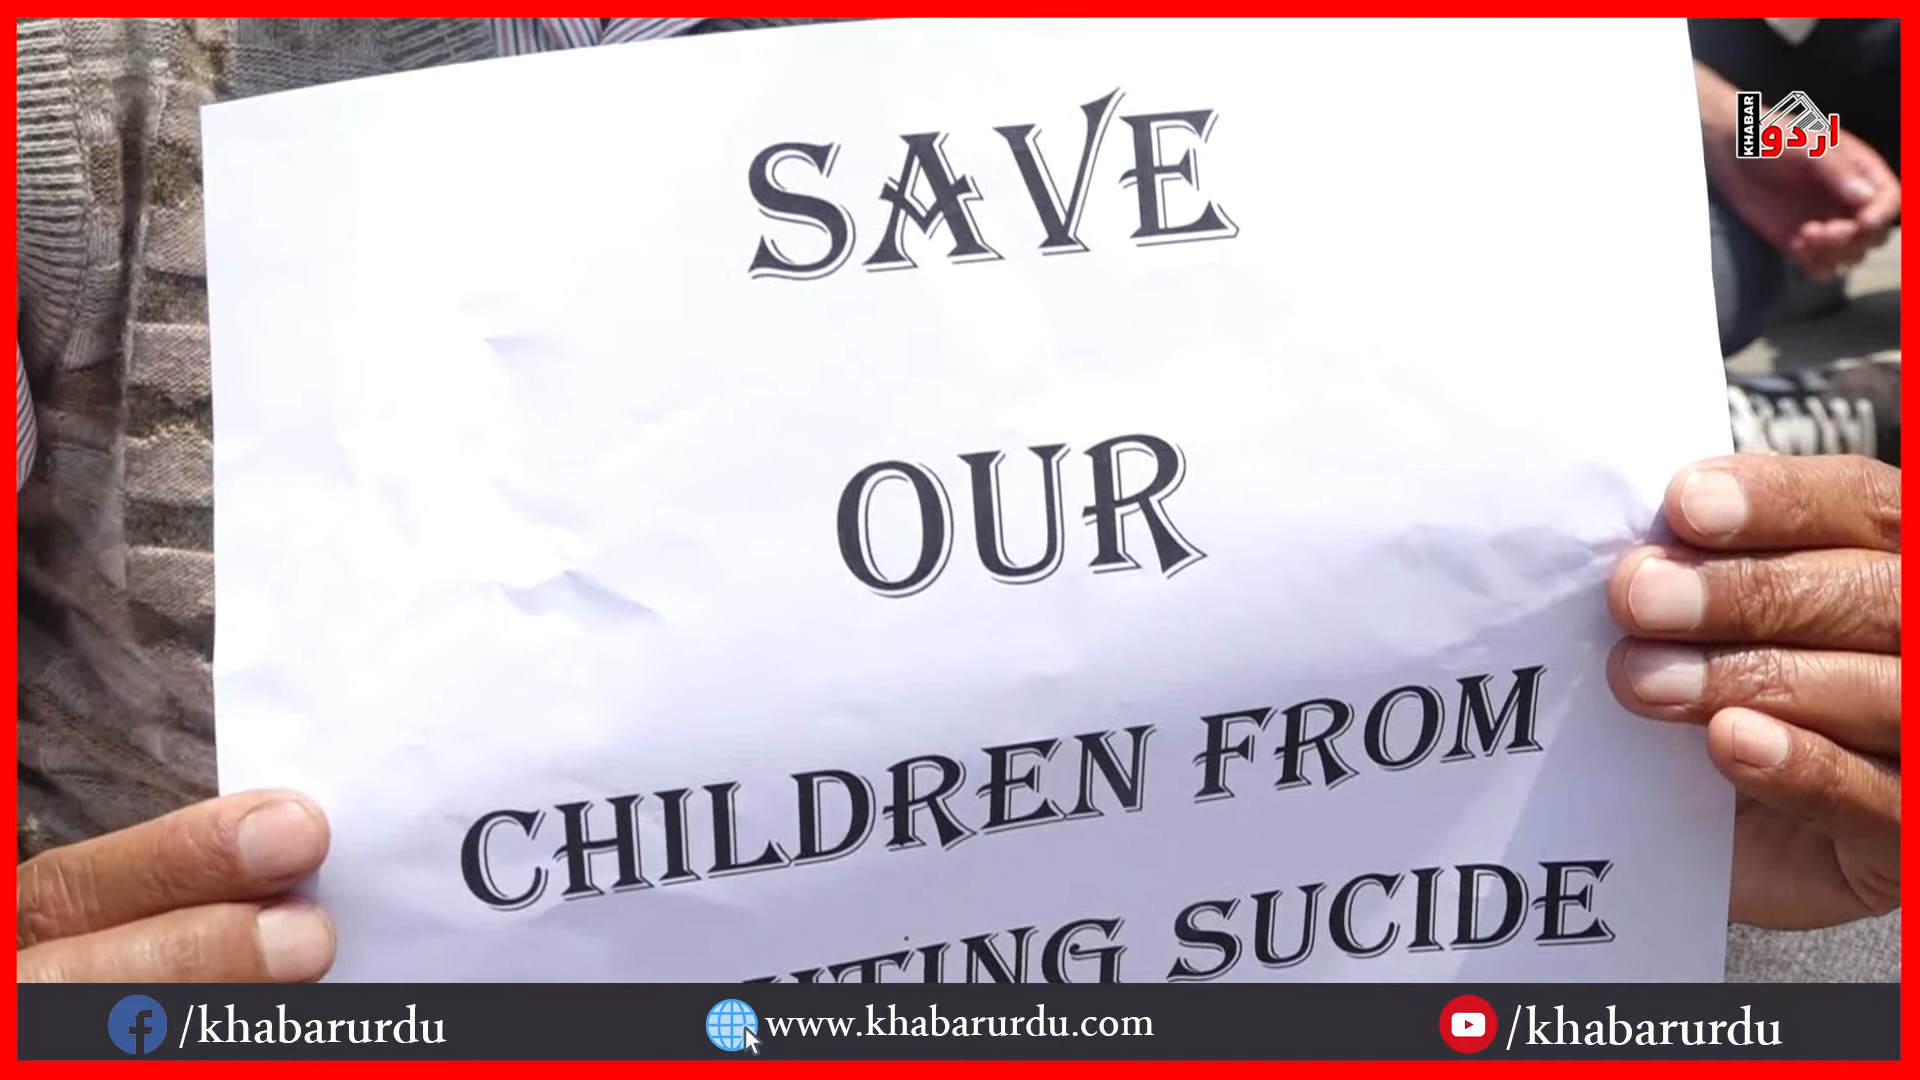 KHABAR
اردو
SAVE
OUR
CHILDREN FROM
SUCIDE
/khabarurdu
www.khabarurdu.com
/khabarurdu